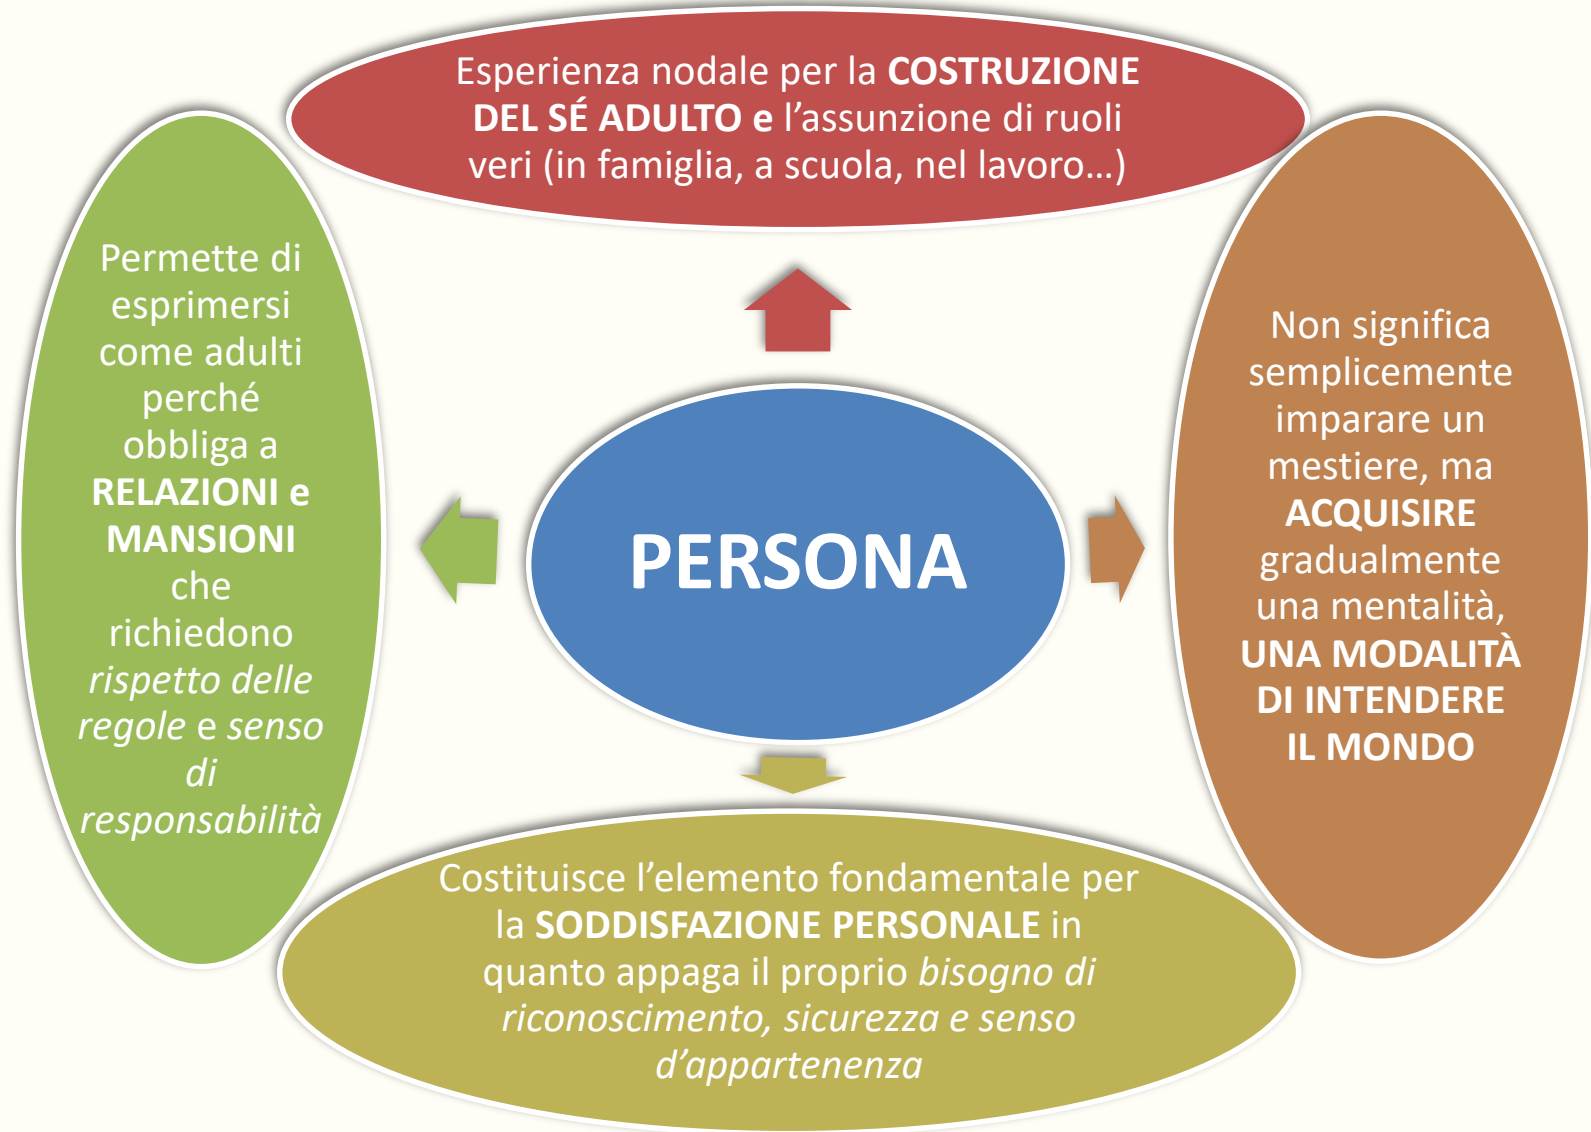 Esperienza nodale per la COSTRUZIONE
DEL SÉ ADULTO e l’assunzione di ruoli
veri (in famiglia, a scuola, nel lavoro…)
Permette di
esprimersi
come adulti
perché
obbliga a
RELAZIONI e
MANSIONI
che
richiedono
rispetto delle
regole e senso
di
responsabilità
PERSONA
Non significa
semplicemente
imparare un
mestiere, ma
ACQUISIRE
gradualmente
una mentalità,
UNA MODALITÀ
DI INTENDERE
IL MONDO
Costituisce l’elemento fondamentale per
la SODDISFAZIONE PERSONALE in
quanto appaga il proprio bisogno di
riconoscimento, sicurezza e senso
d’appartenenza